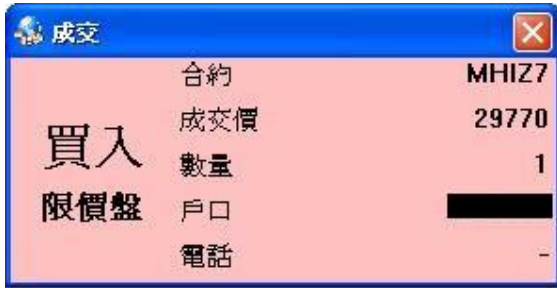 成交
合約 MHIZ7
成交價 29770
買入
數量 1
限價盤
戶口
電話 -